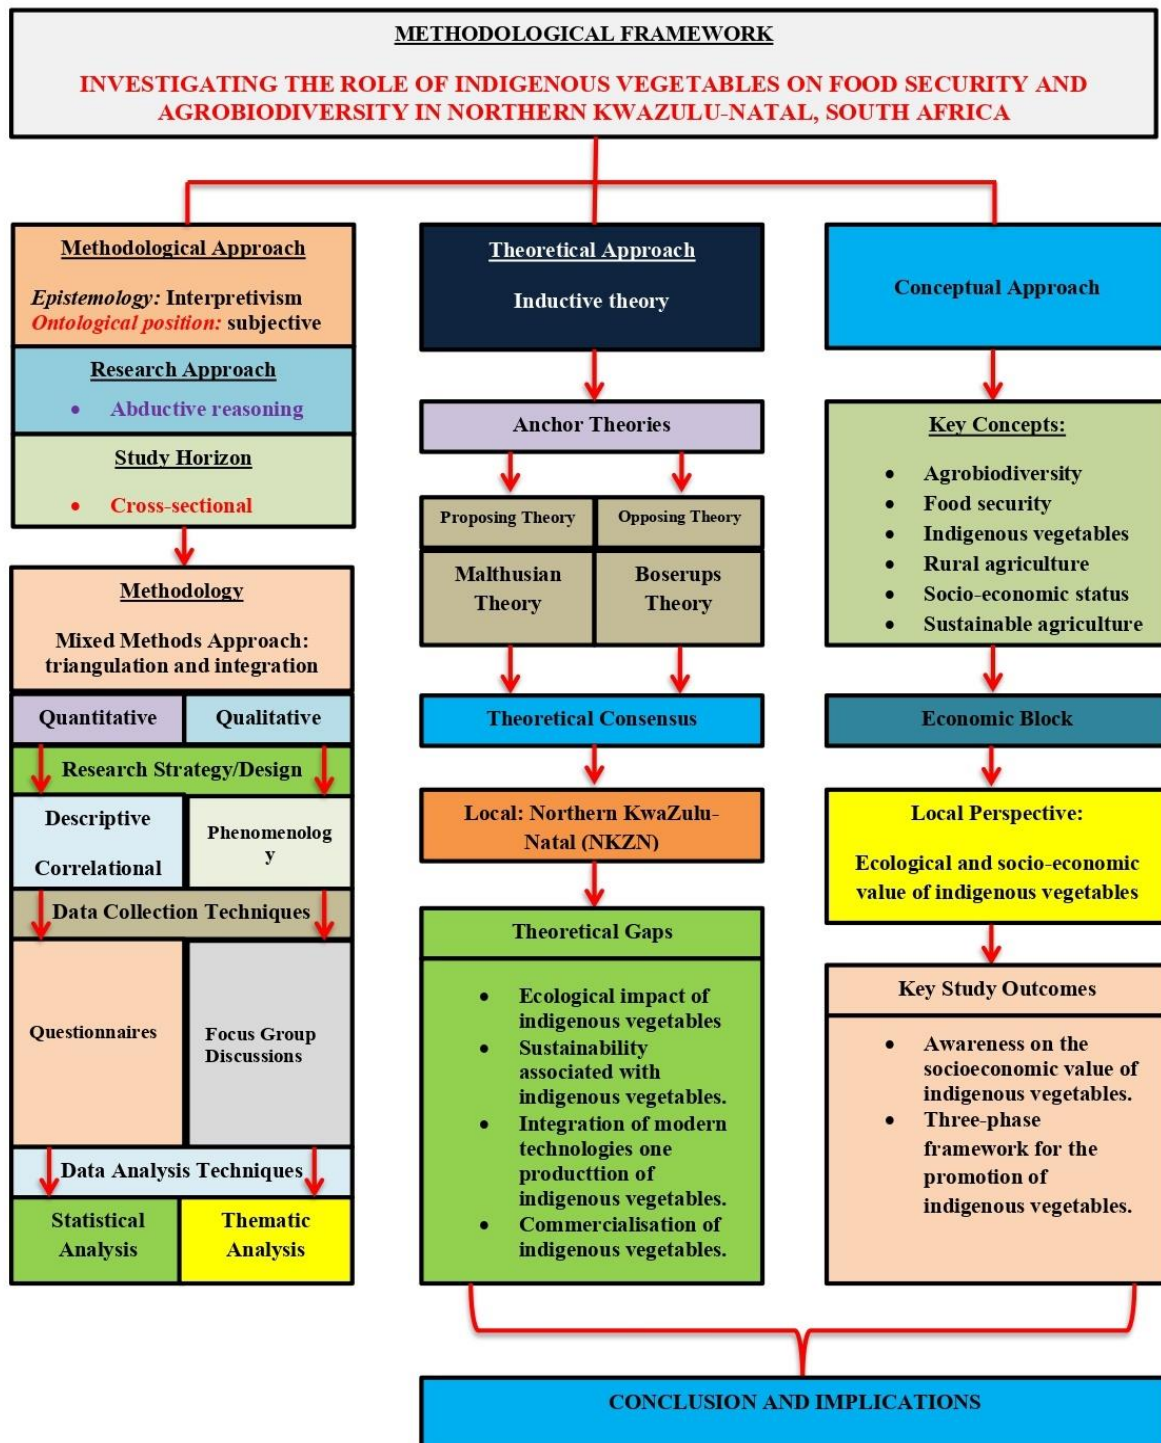 METHODOLOGICAL FRAMEWORK
INVESTIGATING THE ROLE OF INDIGENOUS VEGETABLES ON FOOD SECURITY AND
AGROBIODIVERSITY IN NORTHERN KWAZULU-NATAL, SOUTH AFRICA
Methodological Approach
Epistemology: Interpretivism
Ontological position: subjective
Research Approach
• Abductive reasoning
Study Horizon
• Cross-sectional
Methodology
Mixed Methods Approach:
triangulation and integration
Quantitative
Qualitative
Research Strategy/Design
Descriptive
Correlational
Phenomenolog
y
Data Collection Techniques
Questionnaires
Focus Group
Discussions
Data Analysis Techniques
Statistical
Analysis
Thematic
Analysis
Theoretical Approach
Inductive theory
Anchor Theories
Proposing Theory
Opposing Theory
Malthusian
Theory
Boserups
Theory
Theoretical Consensus
Local: Northern KwaZulu-
Natal (NKZN)
Theoretical Gaps
• Ecological impact of
indigenous vegetables
• Sustainability
associated with
indigenous vegetables.
• Integration of modern
technologies one
producttion of
indigenous vegetables.
• Commercialisation of
indigenous vegetables.
Conceptual Approach
Key Concepts:
• Agrobiodiversity
• Food security
• Indigenous vegetables
• Rural agriculture
• Socio-economic status
• Sustainable agriculture
Economic Block
Local Perspective:
Ecological and socio-economic
value of indigenous vegetables
Key Study Outcomes
• Awareness on the
socioeconomic value of
indigenous vegetables.
• Three-phase
framework for the
promotion of
indigenous vegetables.
CONCLUSION AND IMPLICATIONS